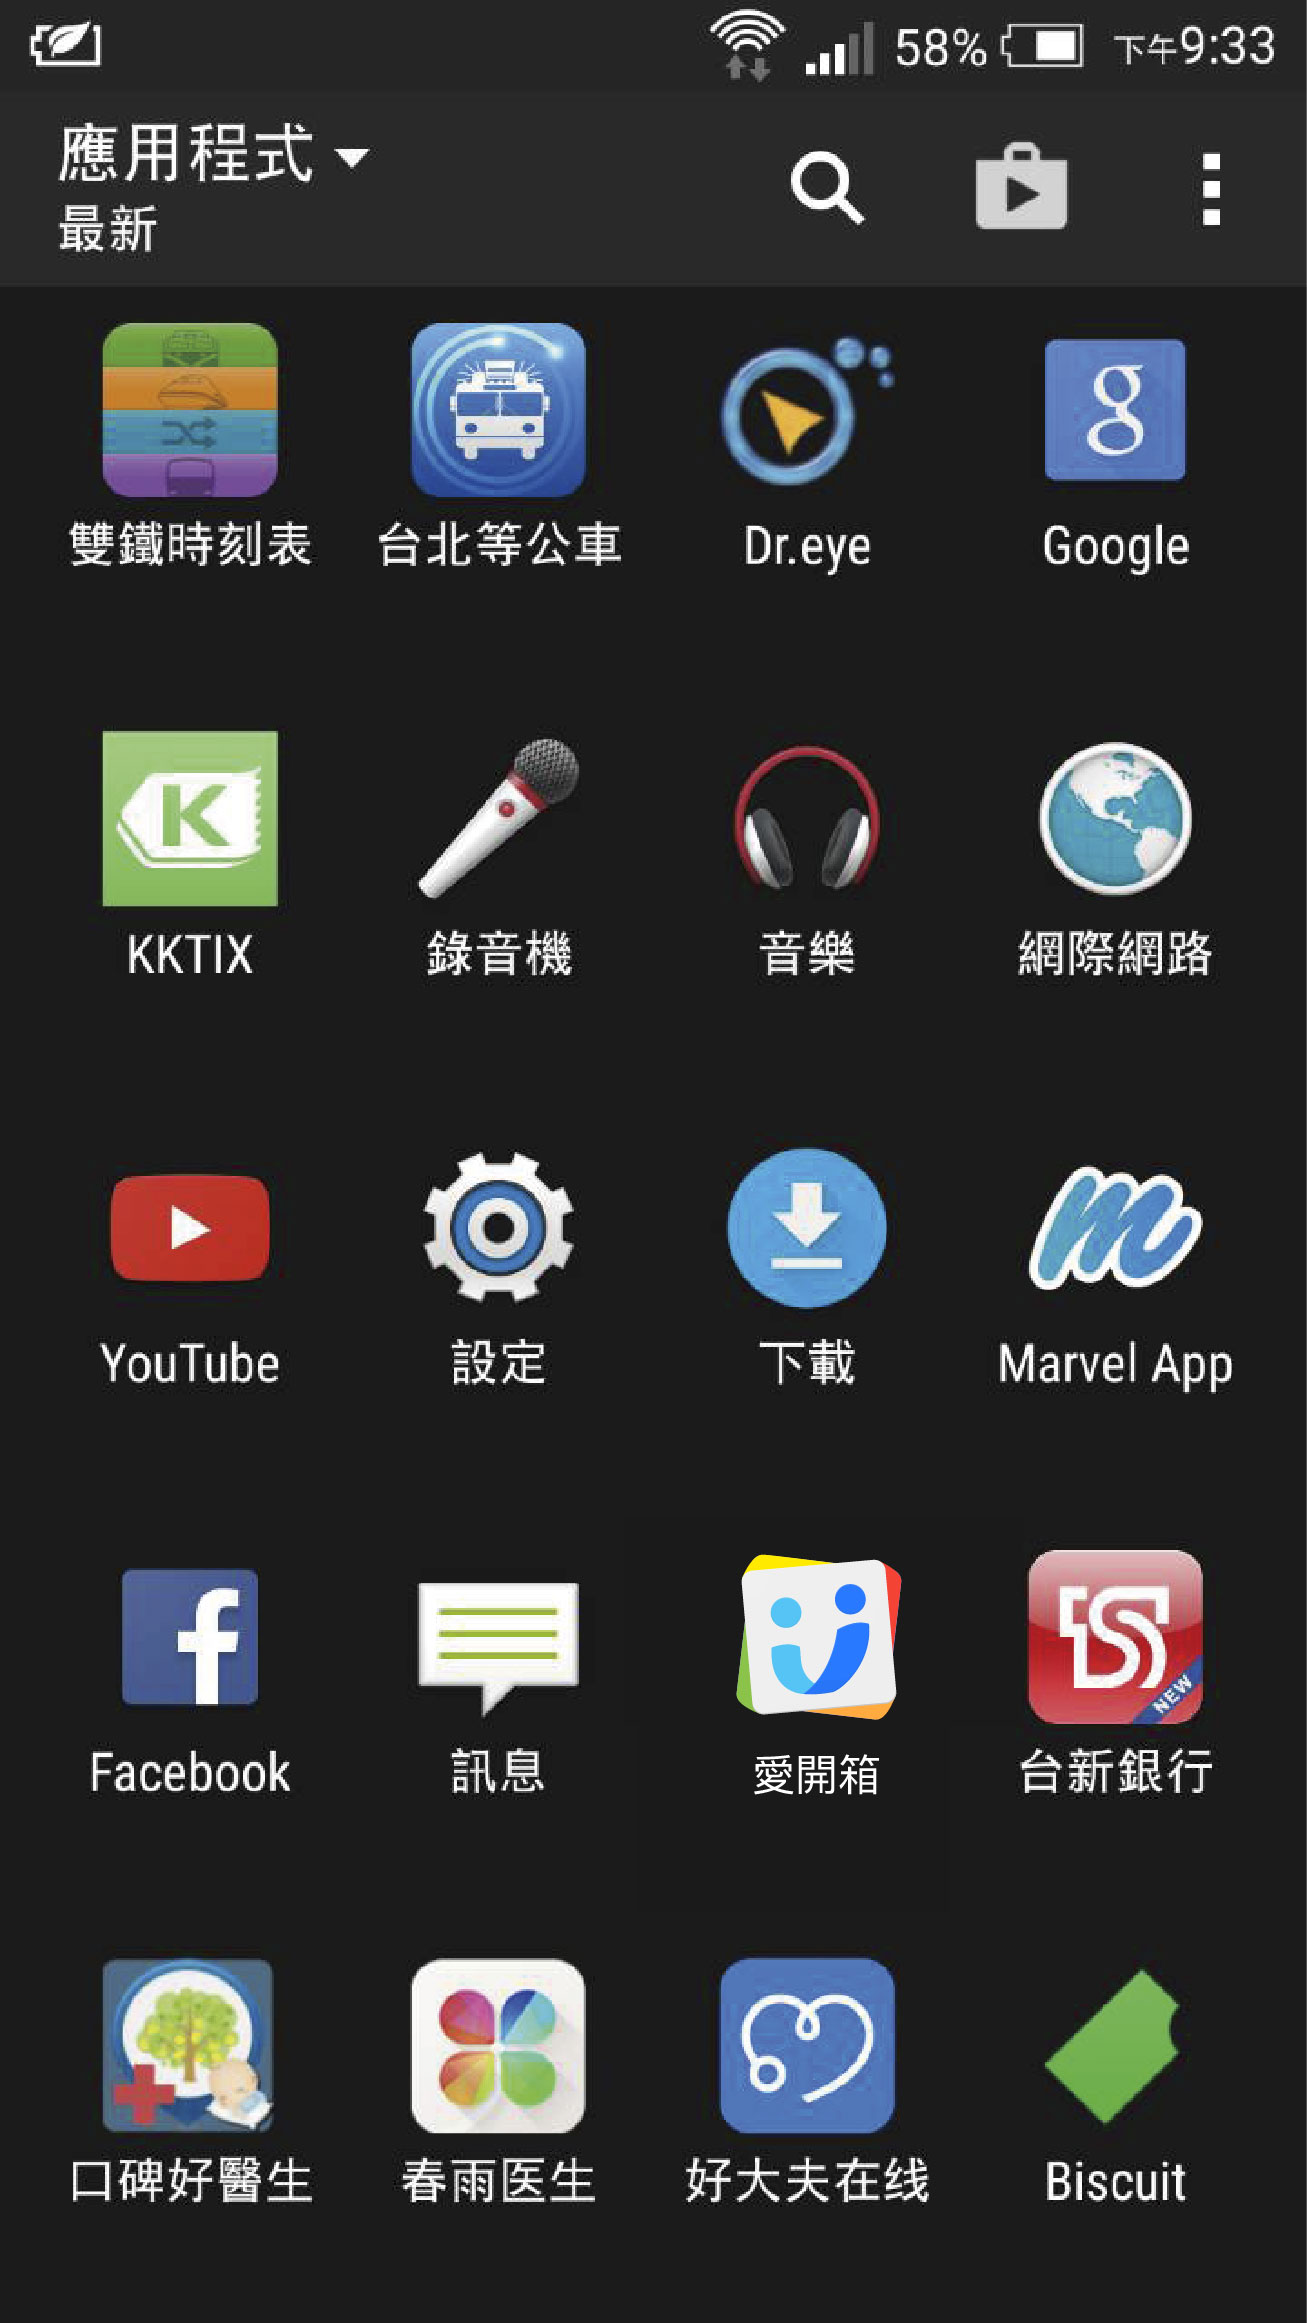 58% 下午9:33
應用程式
最新
雙鐵時刻表 台北等公車 Dr.eye Google
KKTIX 錄音機 音樂 網際網路
YouTube 設定 下載 Marvel App
NEW
Facebook 訊息 愛開箱 台新銀行
口碑好醫生 春雨医生 好大夫在线 Biscuit